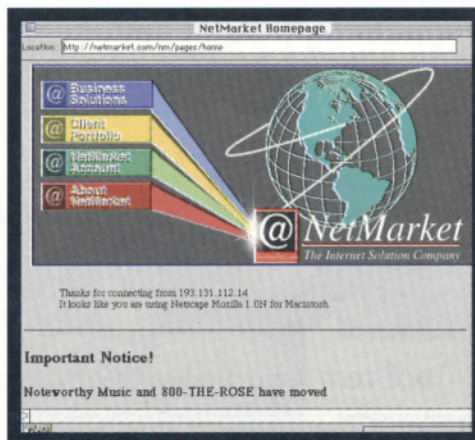 NetMarket Homepage
Location: http://netmarket.com/nm/pages/home
@ Business
Solutions
@ Client
Portfolio
@ NetMarket
Account
@ About
NetMarket
@ NetMarket
The Internet Solution Company
Thanks for connecting from 193.131.112.14
It looks like you are using Netscape Mozilla 1.0N for Macintosh.
Important Notice!
Noteworthy Music and 800-THE-ROSE have moved